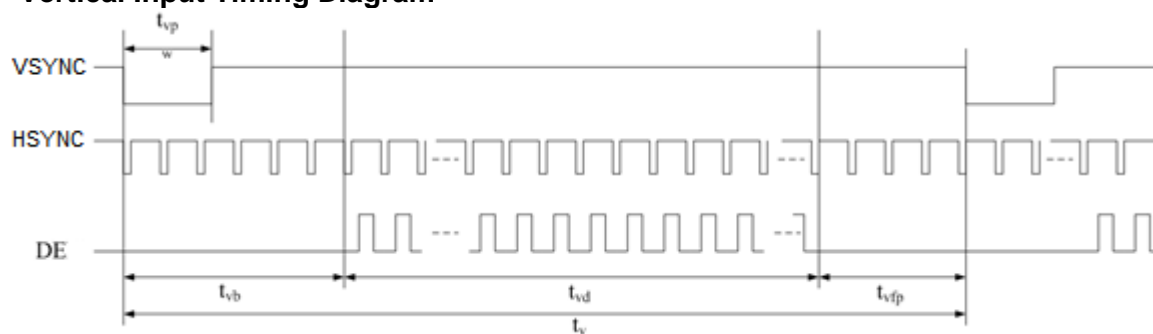 Vertical Input Timing Diagram
tvp
w
VSYNC
HSYNC
DE
tvb tvd tvfp
tv